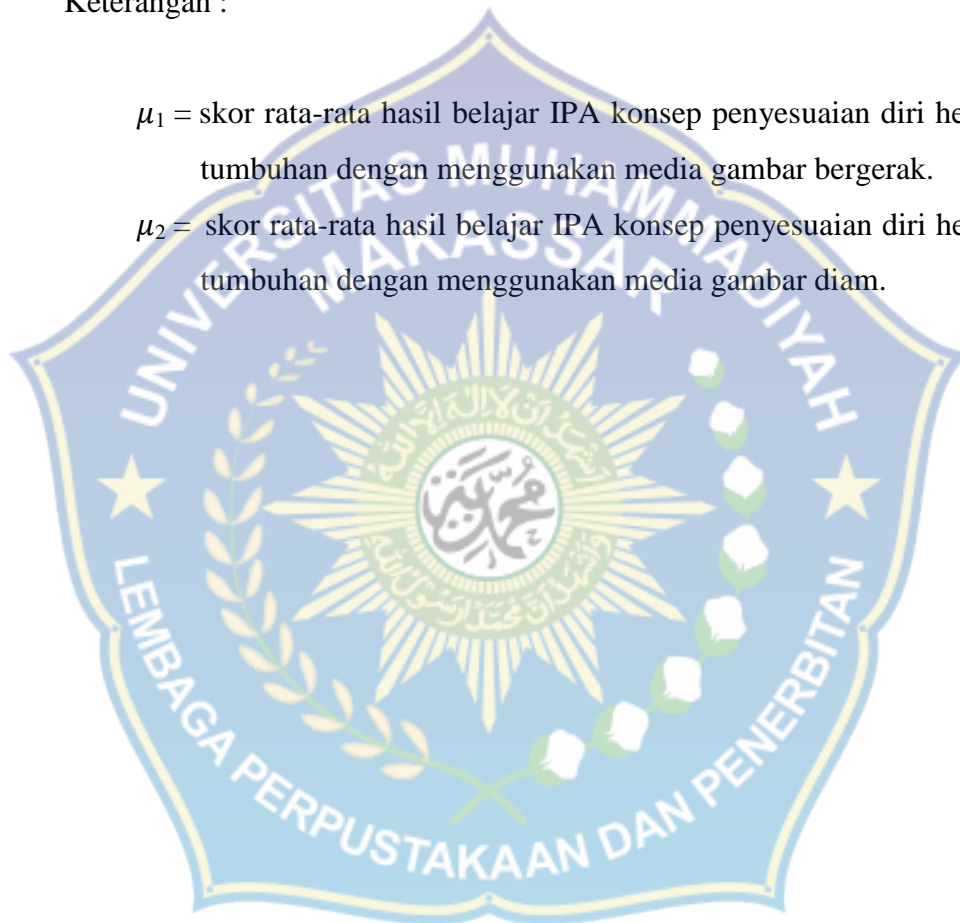 Keterangan :
μ1 = skor rata-rata hasil belajar IPA konsep penyesuaian diri he
tumbuhan dengan menggunakan media gambar bergerak.
μ2 = skor rata-rata hasil belajar IPA konsep penyesuaian diri he
tumbuhan dengan menggunakan media gambar diam.
UNIVERSITAS MUHAMMADIYAH
MAKASSAR
محمد
LEMBAGA PERPUSTAKAAN DAN PENERBITAN